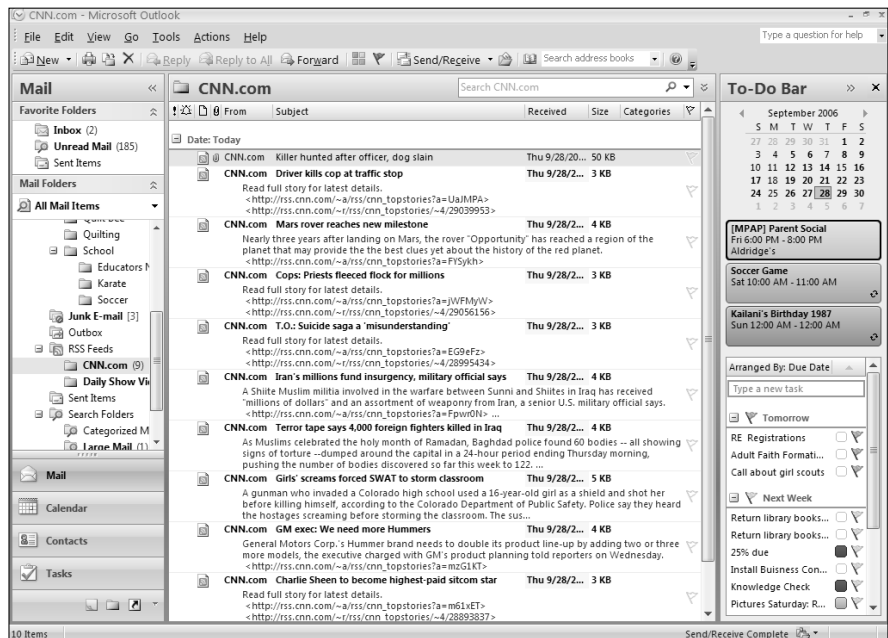 CNN.com - Microsoft Outlook
File Edit View Go Tools Actions Help
Type a question for help
New Reply Reply to All Forward Send/Receive Search address books
Mail
Favorite Folders
Inbox (2)
Unread Mail (185)
Sent Items
Mail Folders
All Mail Items
Quilting
School
Educators
Karate
Soccer
Junk E-mail [3]
Outbox
RSS Feeds
CNN.com (9)
Daily Show
Sent Items
Search Folders
Categorized M
Large Mail (1)
Mail
Calendar
Contacts
Tasks
CNN.com
Search CNN.com
From Subject Received Size Categories
Date: Today
CNN.com Killer hunted after officer, dog slain Thu 9/28/20... 50 KB
CNN.com Driver kills cop at traffic stop Thu 9/28/2... 3 KB
Read full story for latest details.
<http://rss.cnn.com/~a/rss/cnn_topstories?a=UaJMPA>
<http://rss.cnn.com/~r/rss/cnn_topstories/~4/29039953>
CNN.com Mars rover reaches new milestone Thu 9/28/2... 4 KB
Nearly three years after landing on Mars, the rover "Opportunity" has reached a region of the
planet that may provide the the best clues yet about the history of the red planet.
<http://rss.cnn.com/~a/rss/cnn_topstories?a=FYSykh>
CNN.com Cops: Priests fleeced flock for millions Thu 9/28/2... 3 KB
Read full story for latest details.
<http://rss.cnn.com/~a/rss/cnn_topstories?a=jWFMyW>
<http://rss.cnn.com/~r/rss/cnn_topstories/~4/29056156>
CNN.com T.O.: Suicide saga a 'misunderstanding' Thu 9/28/2... 3 KB
Read full story for latest details.
<http://rss.cnn.com/~a/rss/cnn_topstories?a=EG9eFz>
<http://rss.cnn.com/~r/rss/cnn_topstories/~4/28995434>
CNN.com Iran's millions fund insurgency, military official says Thu 9/28/2... 4 KB
A Shiite Muslim militia involved in the warfare between Sunni and Shiites in Iraq has received
"millions of dollars" and an assortment of weaponry from Iran, a senior U.S. military official says.
<http://rss.cnn.com/~a/rss/cnn_topstories?a=Fpwr0N> ...
CNN.com Terror tape says 4,000 foreign fighters killed in Iraq Thu 9/28/2... 4 KB
As Muslims celebrated the holy month of Ramadan, Baghdad police found 60 bodies -- all showing
signs of torture --dumped around the capital in a 24-hour period ending Thursday morning,
pushing the number of bodies discovered so far this week to 122. ...
CNN.com Girls' screams forced SWAT to storm classroom Thu 9/28/2... 5 KB
A gunman who invaded a Colorado high school used a 16-year-old girl as a shield and shot her
before killing himself, according to the Colorado Department of Public Safety. Police say they heard
the hostages screaming before storming the classroom. The sus...
CNN.com GM exec: We need more Hummers Thu 9/28/2... 4 KB
General Motors Corp.'s Hummer brand needs to double its product line-up by adding two or three
more models, the executive charged with GM's product planning told reporters on Wednesday.
<http://rss.cnn.com/~a/rss/cnn_topstories?a=mzG1KT>
CNN.com Charlie Sheen to become highest-paid sitcom star Thu 9/28/2... 3 KB
Read full story for latest details.
<http://rss.cnn.com/~a/rss/cnn_topstories?a=m61xET>
<http://rss.cnn.com/~r/rss/cnn_topstories/~4/28893837>
To-Do Bar
September 2006
S M T W T F S
27 28 29 30 31 1 2
3 4 5 6 7 8 9
10 11 12 13 14 15 16
17 18 19 20 21 22 23
24 25 26 27 28 29 30
1 2 3 4 5 6 7
[MPAP] Parent Social
Fri 6:00 PM - 8:00 PM
Aldridge's
Soccer Game
Sat 10:00 AM - 11:00 AM
Kailani's Birthday 1987
Sun 12:00 AM - 12:00 AM
Arranged By: Due Date
Type a new task
Tomorrow
RE Registrations
Adult Faith Formati...
Call about girl scouts
Next Week
Return library books...
Return library books...
25% due
Install Buisness Con...
Knowledge Check
Pictures Saturday: R...
10 Items
Send/Receive Complete